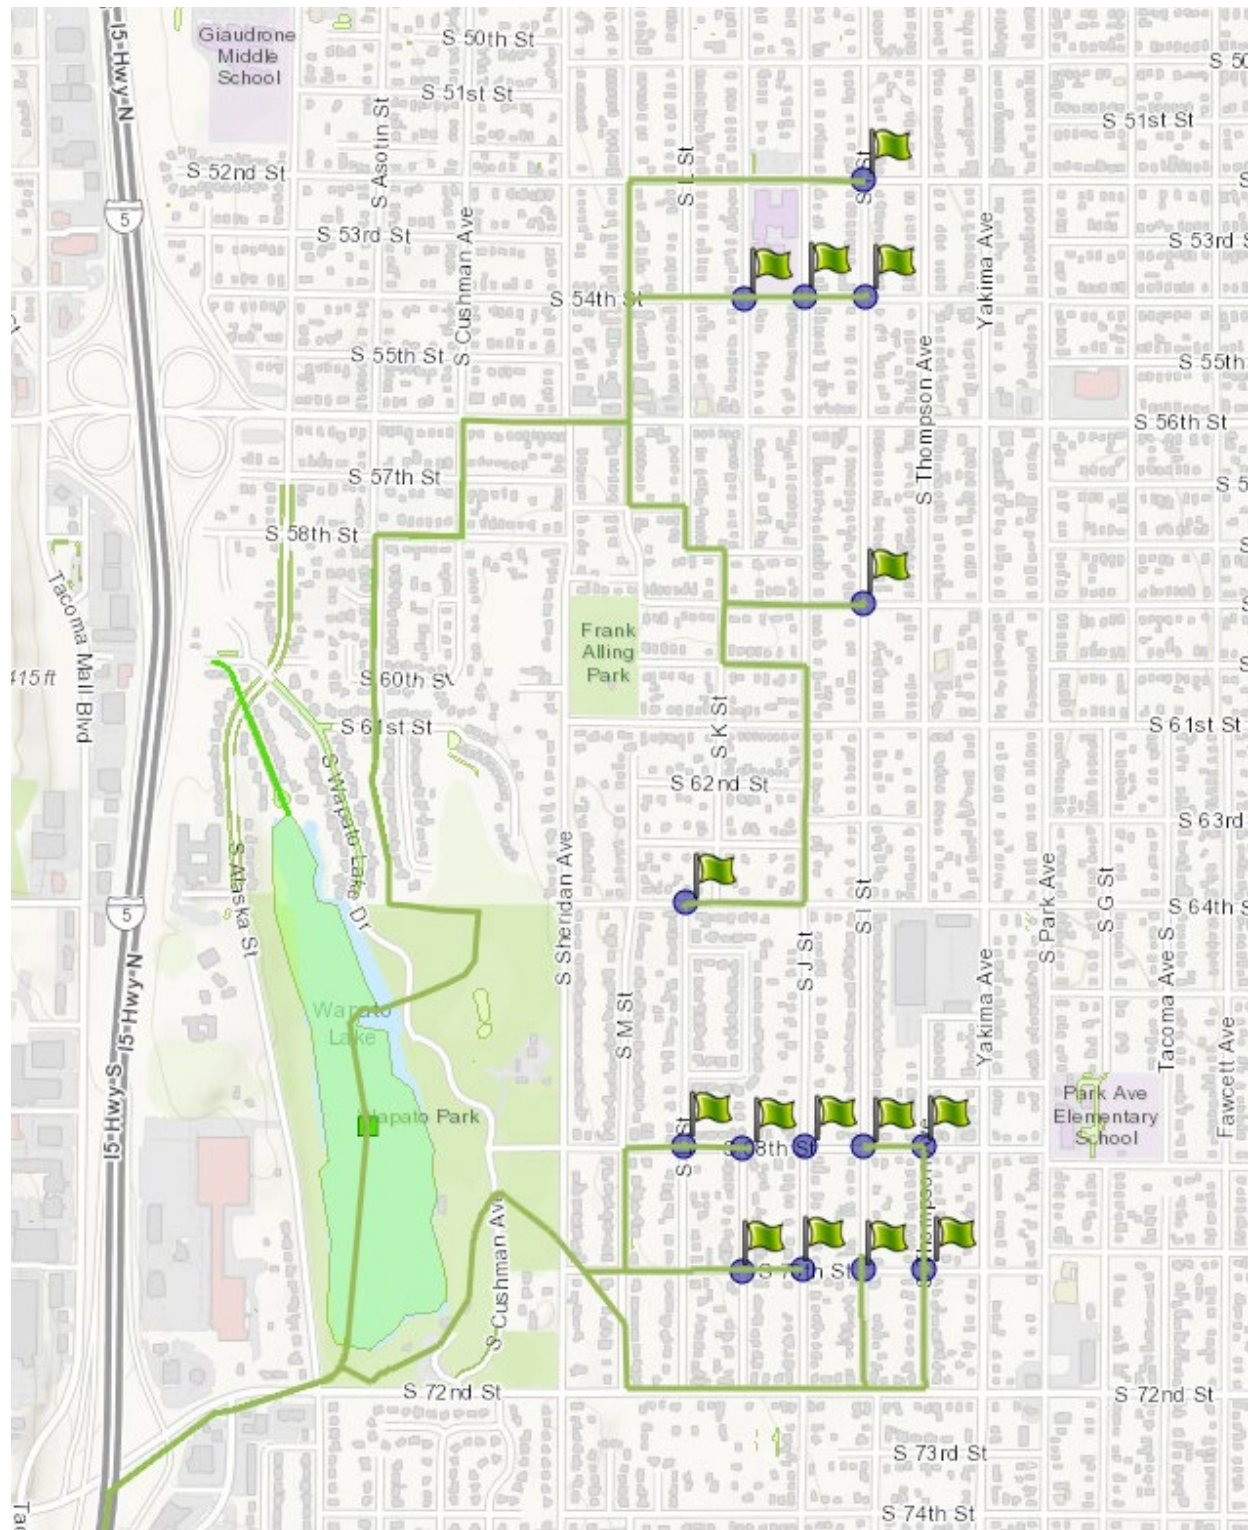 I5-Hwy N
Giaudrone
Middle
School
S 50th St
S 51st St
S Asotin St
S 52nd St
S 53rd St
S Cushman Ave
S L St
S 51st St
Yakima Ave
S 54th St
S 55th St
S Thompson Ave
S 56th St
S 57th St
S 58th St
Tacoma Mall Blvd
Frank
Alling
Park
415 ft
S 60th St
S 61st St
S K St
S 61st St
S 62nd St
S Wapato Lake Dr
S 63rd
S Alaska St
S Sheridan Ave
S I St
S Park Ave
S G St
S 64th S
5
5
I5-Hwy S
I5-Hwy N
S J St
S M St
Yakima Ave
Tacoma Ave S
Fawcett Ave
Wapato
Lake
Wapato Park
Park Ave
Elementary
School
S Cushman Ave
S 72nd St
S 72nd St
S 73rd St
S 74th St